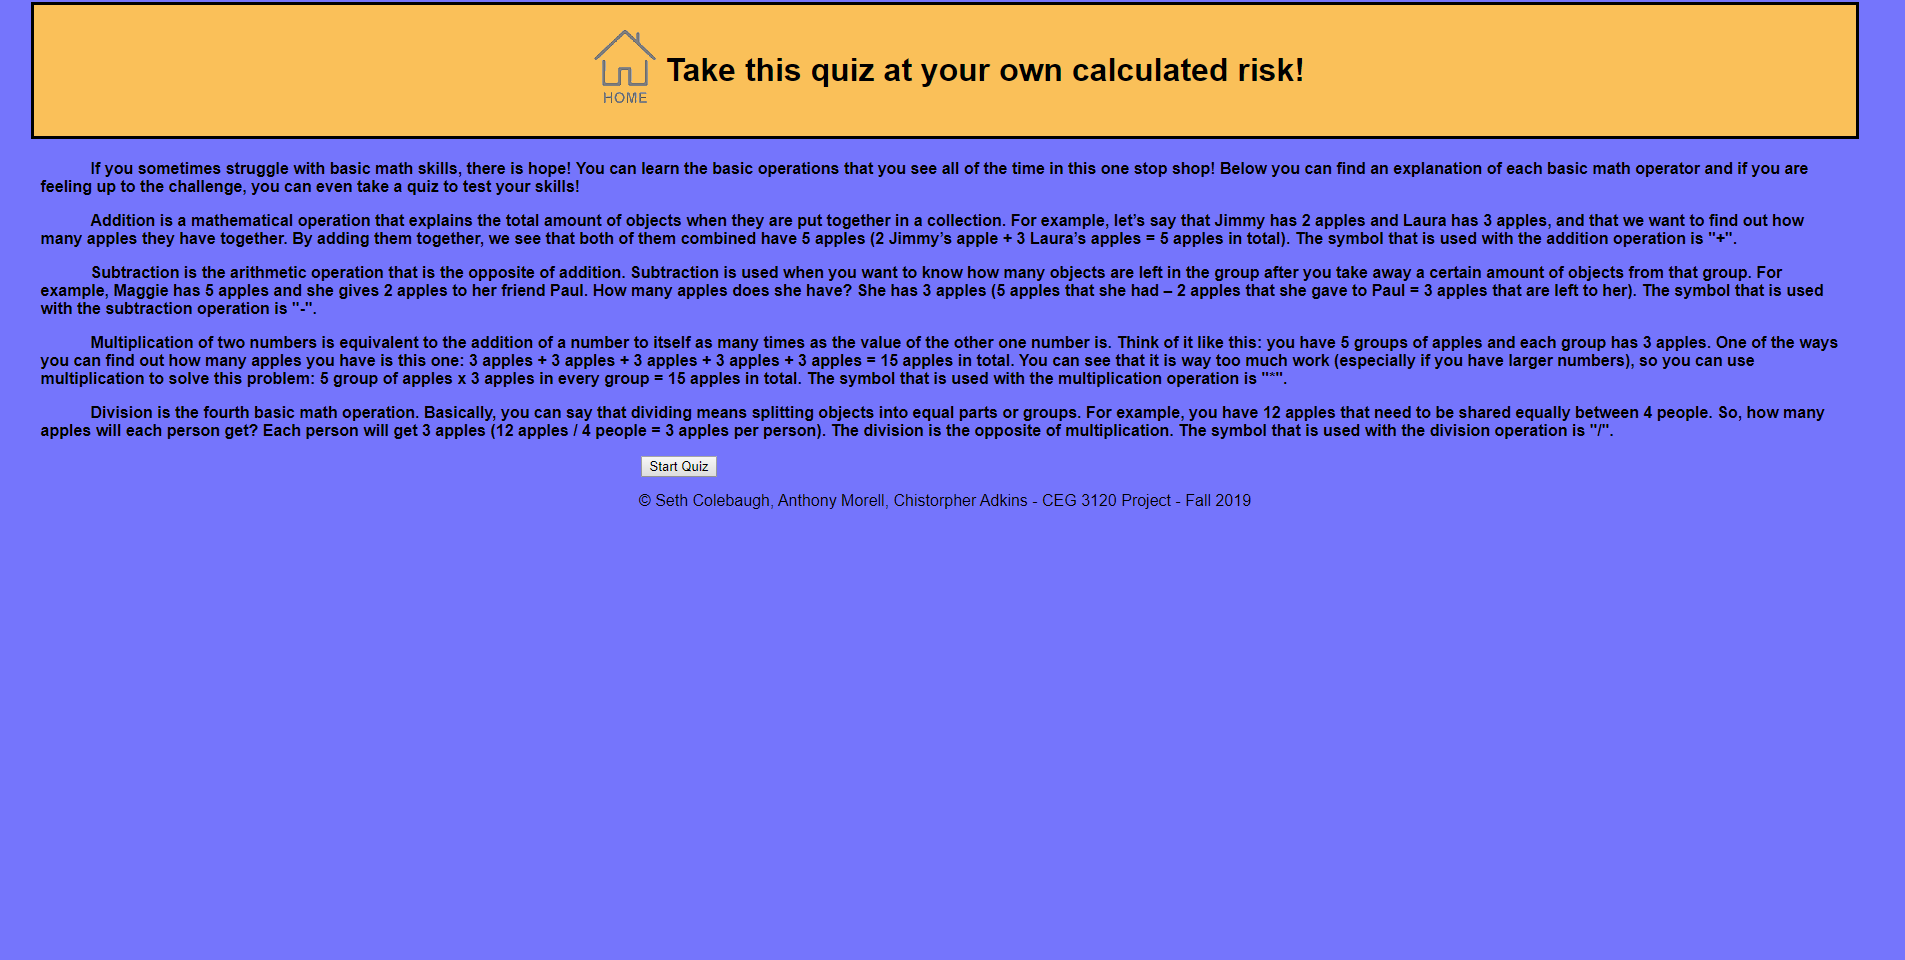 HOME
Take this quiz at your own calculated risk!
If you sometimes struggle with basic math skills, there is hope! You can learn the basic operations that you see all of the time in this one stop shop! Below you can find an explanation of each basic math operator and if you are
feeling up to the challenge, you can even take a quiz to test your skills!
Addition is a mathematical operation that explains the total amount of objects when they are put together in a collection. For example, let’s say that Jimmy has 2 apples and Laura has 3 apples, and that we want to find out how
many apples they have together. By adding them together, we see that both of them combined have 5 apples (2 Jimmy’s apple + 3 Laura’s apples = 5 apples in total). The symbol that is used with the addition operation is "+".
Subtraction is the arithmetic operation that is the opposite of addition. Subtraction is used when you want to know how many objects are left in the group after you take away a certain amount of objects from that group. For
example, Maggie has 5 apples and she gives 2 apples to her friend Paul. How many apples does she have? She has 3 apples (5 apples that she had – 2 apples that she gave to Paul = 3 apples that are left to her). The symbol that is used
with the subtraction operation is "-".
Multiplication of two numbers is equivalent to the addition of a number to itself as many times as the value of the other one number is. Think of it like this: you have 5 groups of apples and each group has 3 apples. One of the ways
you can find out how many apples you have is this one: 3 apples + 3 apples + 3 apples + 3 apples + 3 apples = 15 apples in total. You can see that it is way too much work (especially if you have larger numbers), so you can use
multiplication to solve this problem: 5 group of apples x 3 apples in every group = 15 apples in total. The symbol that is used with the multiplication operation is "*".
Division is the fourth basic math operation. Basically, you can say that dividing means splitting objects into equal parts or groups. For example, you have 12 apples that need to be shared equally between 4 people. So, how many
apples will each person get? Each person will get 3 apples (12 apples / 4 people = 3 apples per person). The division is the opposite of multiplication. The symbol that is used with the division operation is "/".
Start Quiz
© Seth Colebaugh, Anthony Morell, Chistorpher Adkins - CEG 3120 Project - Fall 2019